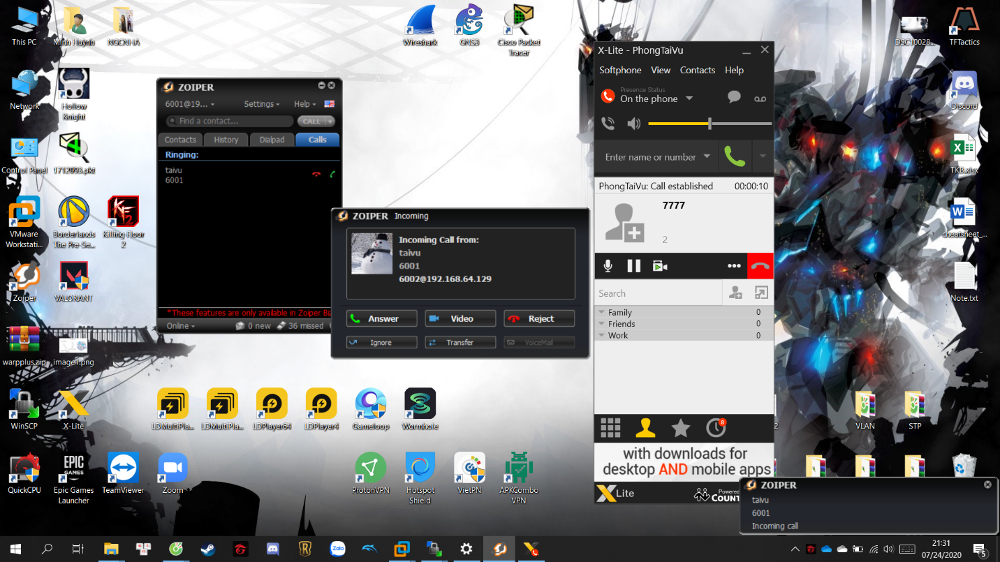 This PC
Minh Huynh
NGCNHA
Wireshark
GNS3
Cisco Packet
Tracer
DSC10028...
TFTactics
Network
Hollow
Knight
Discord
Control Panel
1712093.pkt
TKB.xlsx
VMware
Workstati...
Borderlands
The Pre-Se...
Killing Floor
2
cheatsheet_...
Zoiper
VALORANT
Note.txt
warpplus.zip
image1.png
WinSCP
X-Lite
LDMultiPla...
LDMultiPla...
LDPlayer64
LDPlayer4
Gameloop
Wormhole
2
VLAN
STP
QuickCPU
EPIC
GAMES
Epic Games
Launcher
TeamViewer
Zoom
ProtonVPN
Hotspot
Shield
VietPN
APKCombo
VPN
ZOIPER
6001@19...
Settings
Help
Find a contact...
CALL
Contacts
History
Dialpad
Calls
Ringing:
taivu
6001
*These features are only available in Zoiper Biz
Online
0 new
36 missed
ZOIPER Incoming
Incoming Call from:
taivu
6001
6002@192.168.64.129
Answer
Video
Reject
Ignore
Transfer
VoiceMail
X-Lite - PhongTaiVu
Softphone View Contacts Help
Presence Status
On the phone
Enter name or number
PhongTaiVu: Call established 00:00:10
7777
2
Search
Family 0
Friends 0
Work 0
8
with downloads for
desktop AND mobile apps
X Lite
Powered
COUNT
ZOIPER
taivu
6001
Incoming call
Zalo
21:31
07/24/2020
5